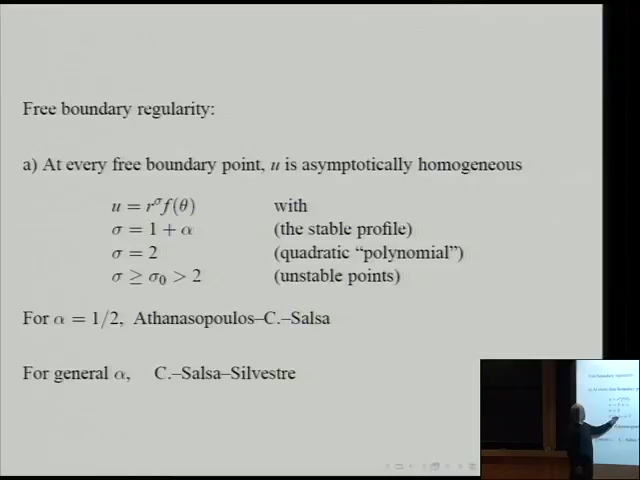 Free boundary regularity:
a) At every free boundary point, u is asymptotically homogeneous
u = r^σ f(θ) with
σ = 1 + α (the stable profile)
σ = 2 (quadratic “polynomial”)
σ ≥ σ₀ > 2 (unstable points)
For α = 1/2, Athanasopoulos–C.–Salsa
For general α, C.–Salsa–Silvestre